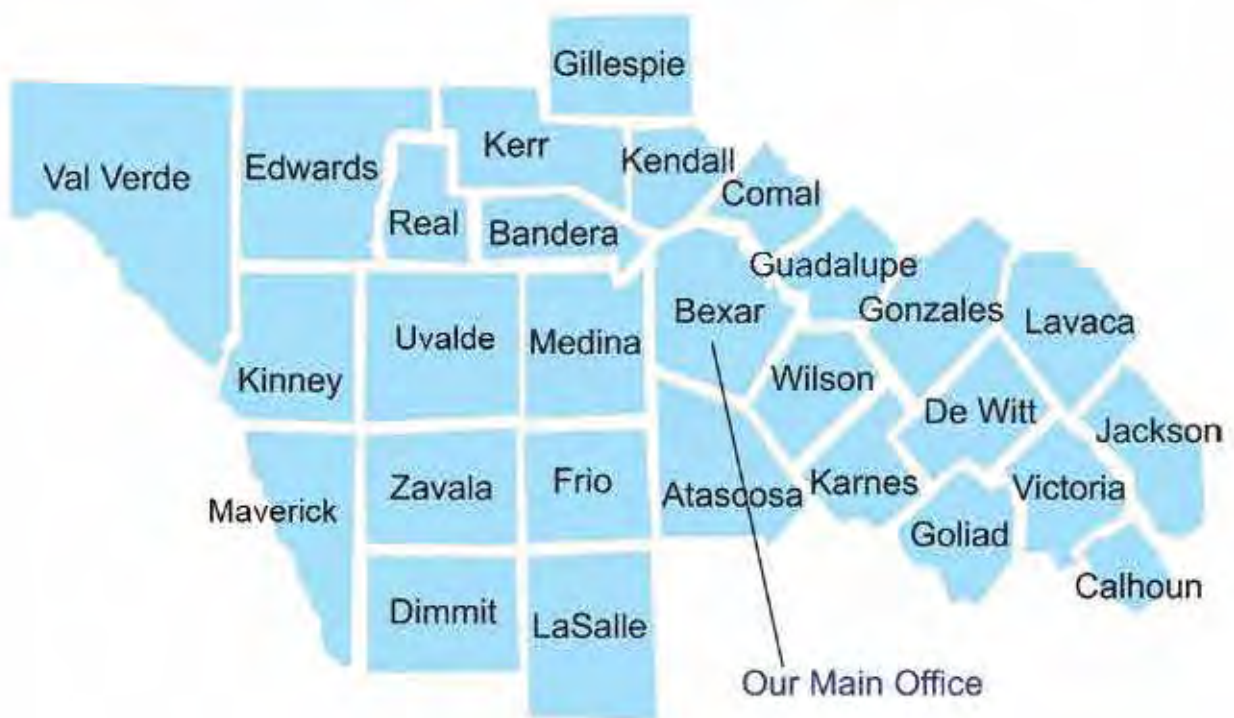 Gillespie
Val Verde
Edwards
Kerr
Kendall
Comal
Real
Bandera
Guadalupe
Gonzales
Lavaca
Bexar
Uvalde
Medina
Kinney
Wilson
De Witt
Jackson
Maverick
Zavala
Frio
Atascosa
Karnes
Victoria
Goliad
Calhoun
Dimmit
LaSalle
Our Main Office